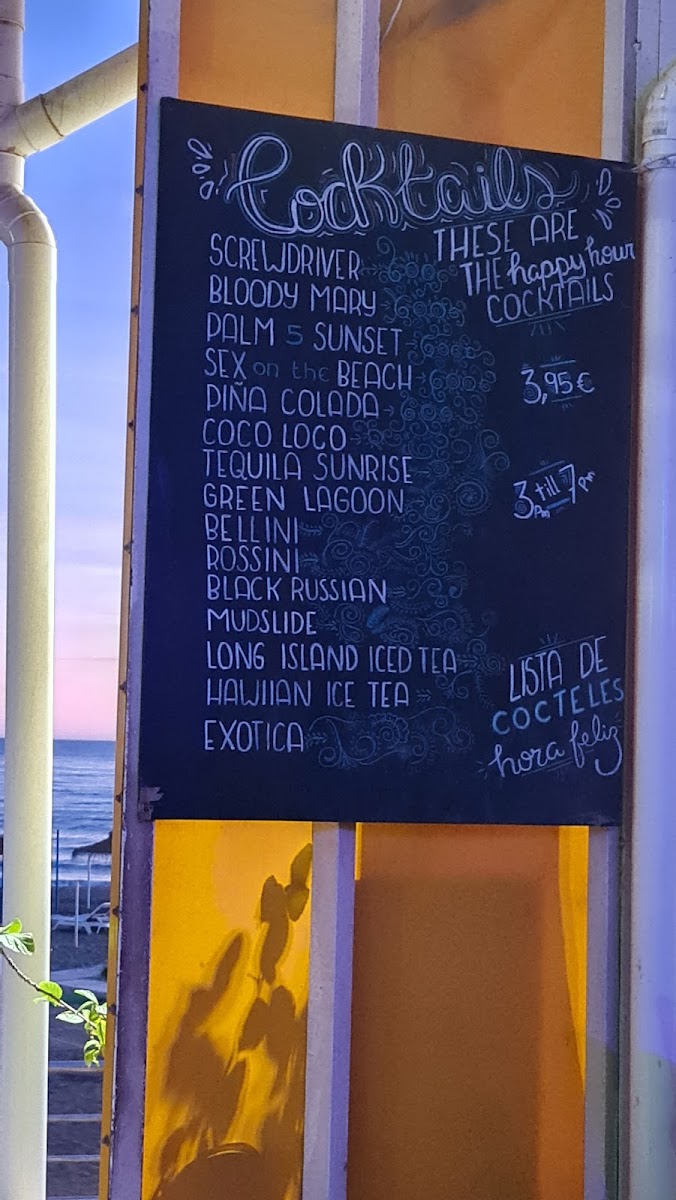 Cocktails
SCREWDRIVER
BLOODY MARY
PALM 5 SUNSET
SEX on the BEACH
PIÑA COLADA
COCO LOCO
TEQUILA SUNRISE
GREEN LAGOON
BELLINI
ROSSINI
BLACK RUSSIAN
MUDSLIDE
LONG ISLAND ICED TEA
HAWIIAN ICE TEA
EXOTICA
THESE ARE
THE happy hour
COCKTAILS
3,95€
3 PM till 7 PM
LISTA DE
COCTELES
hora feliz